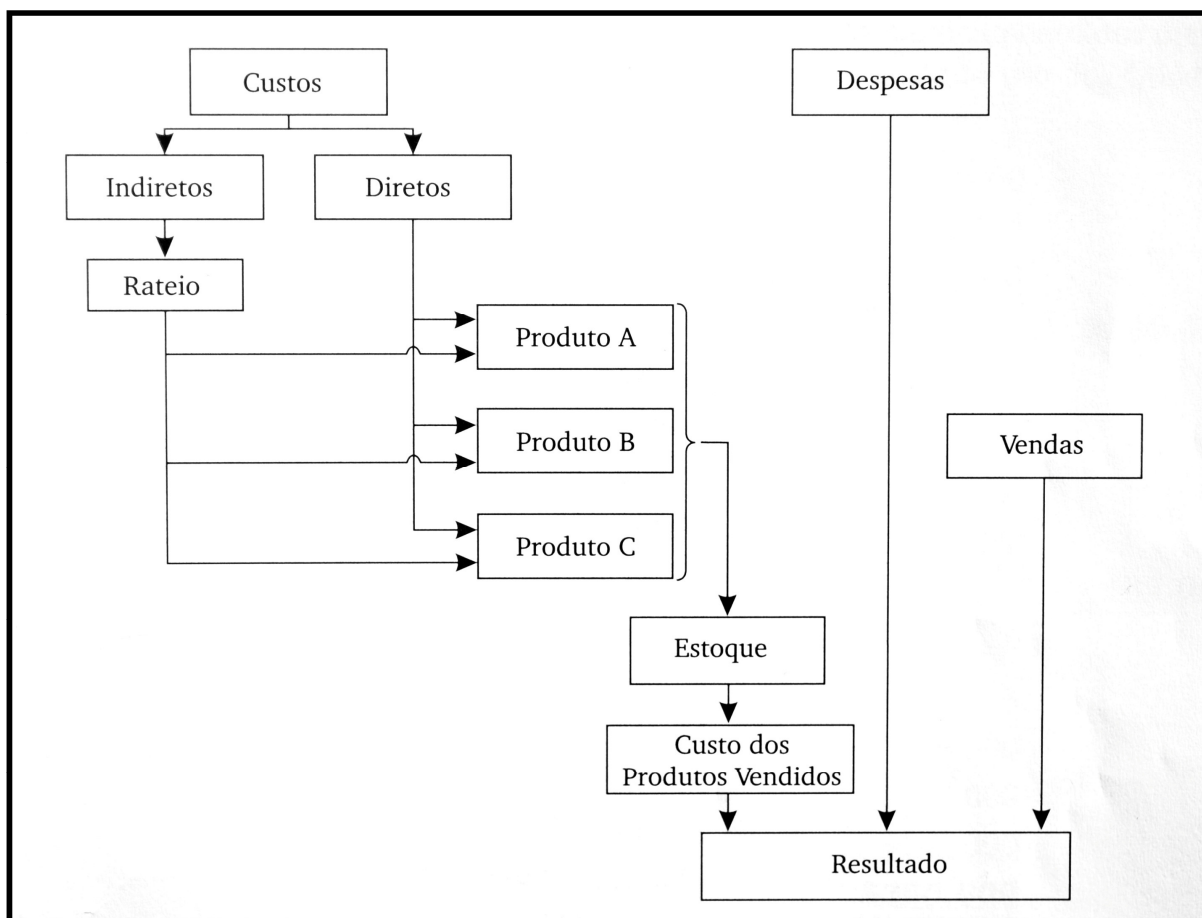 Custos
Despesas
Indiretos
Diretos
Rateio
Produto A
Produto B
Vendas
Produto C
Estoque
Custo dos
Produtos Vendidos
Resultado